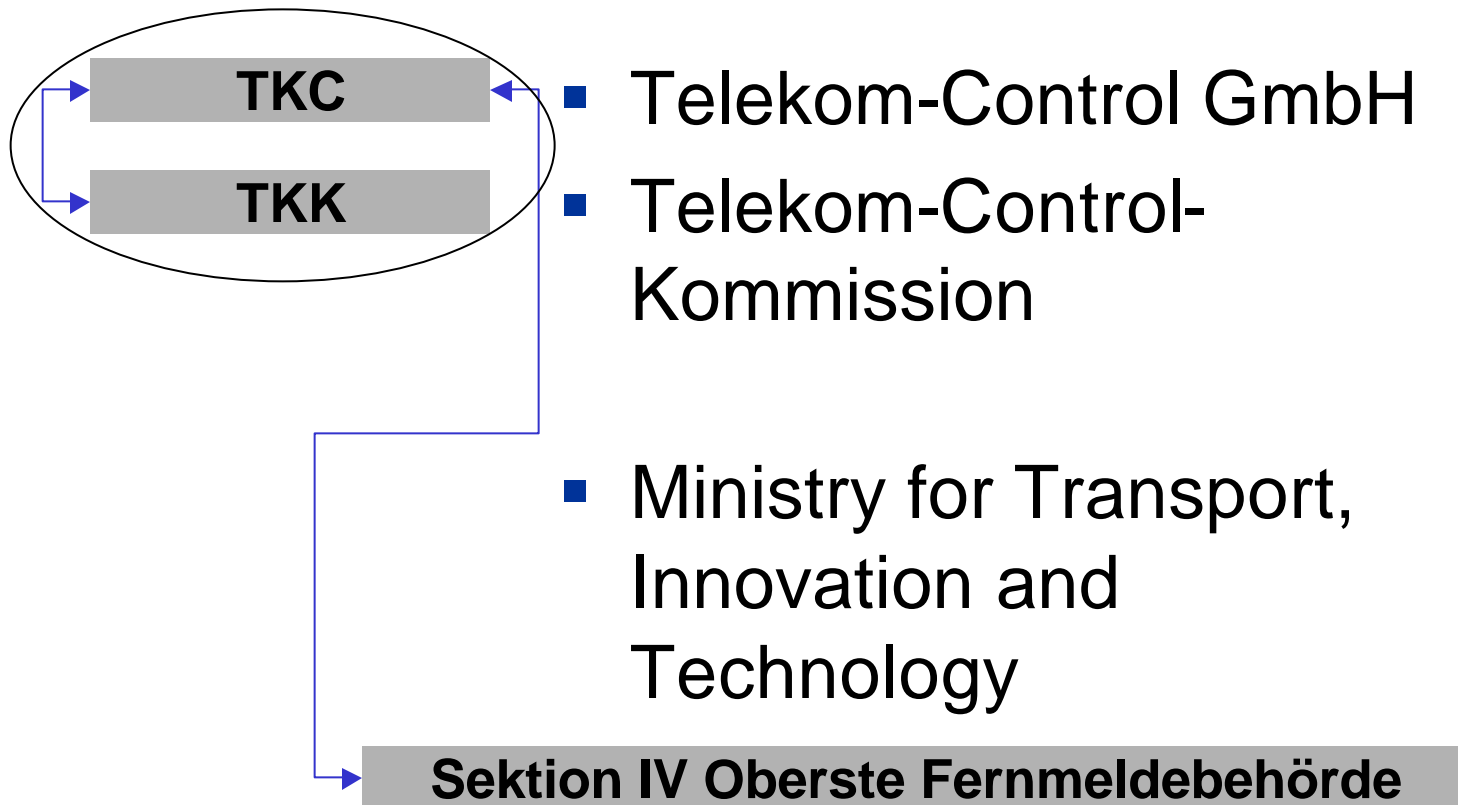 TKC
TKK
Telekom-Control GmbH
Telekom-Control-
Kommission
Ministry for Transport,
Innovation and
Technology
Sektion IV Oberste Fernmeldebehörde